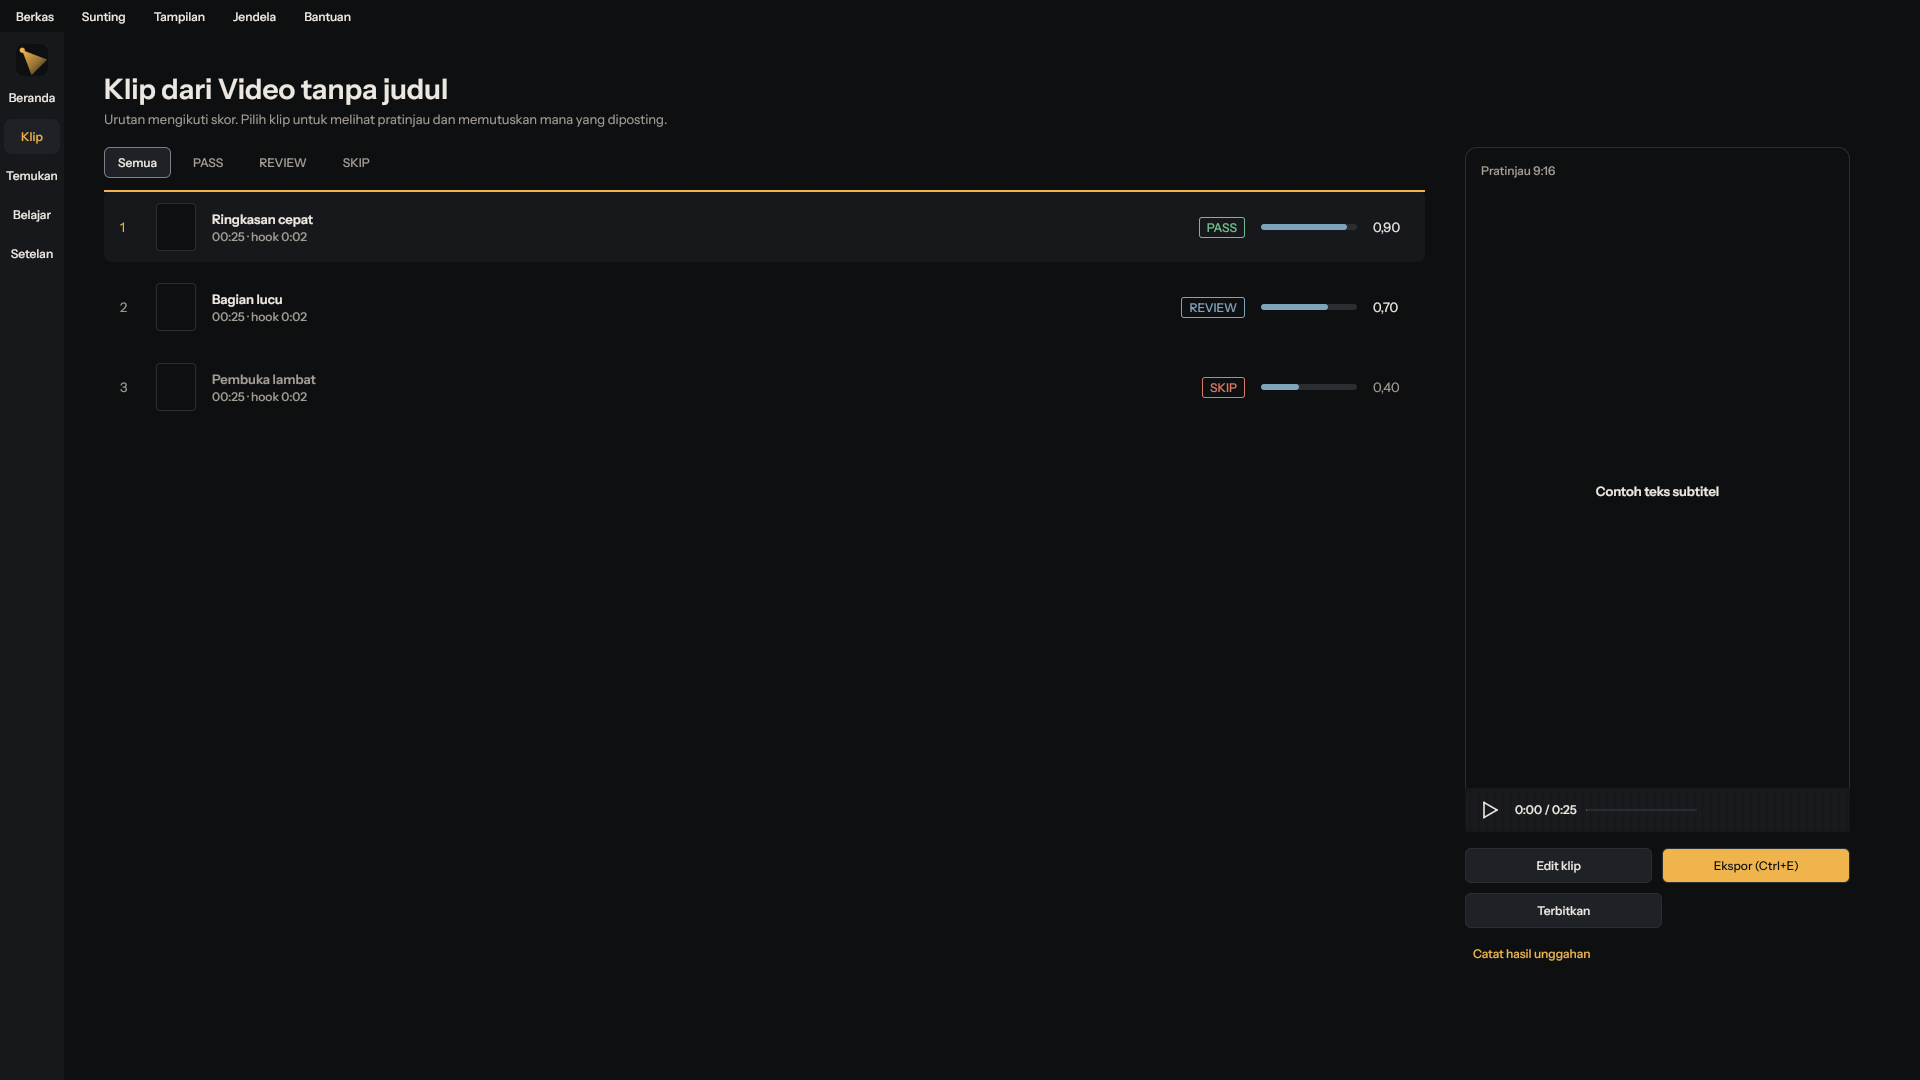 Berkas Sunting Tampilan Jendela Bantuan
Beranda
Klip
Temukan
Belajar
Setelan
Klip dari Video tanpa judul
Urutan mengikuti skor. Pilih klip untuk melihat pratinjau dan memutuskan mana yang diposting.
Semua PASS REVIEW SKIP
1 Ringkasan cepat
00:25 · hook 0:02
PASS 0,90
2 Bagian lucu
00:25 · hook 0:02
REVIEW 0,70
3 Pembuka lambat
00:25 · hook 0:02
SKIP 0,40
Pratinjau 9:16
Contoh teks subtitel
0:00 / 0:25
Edit klip Ekspor (Ctrl+E)
Terbitkan
Catat hasil unggahan